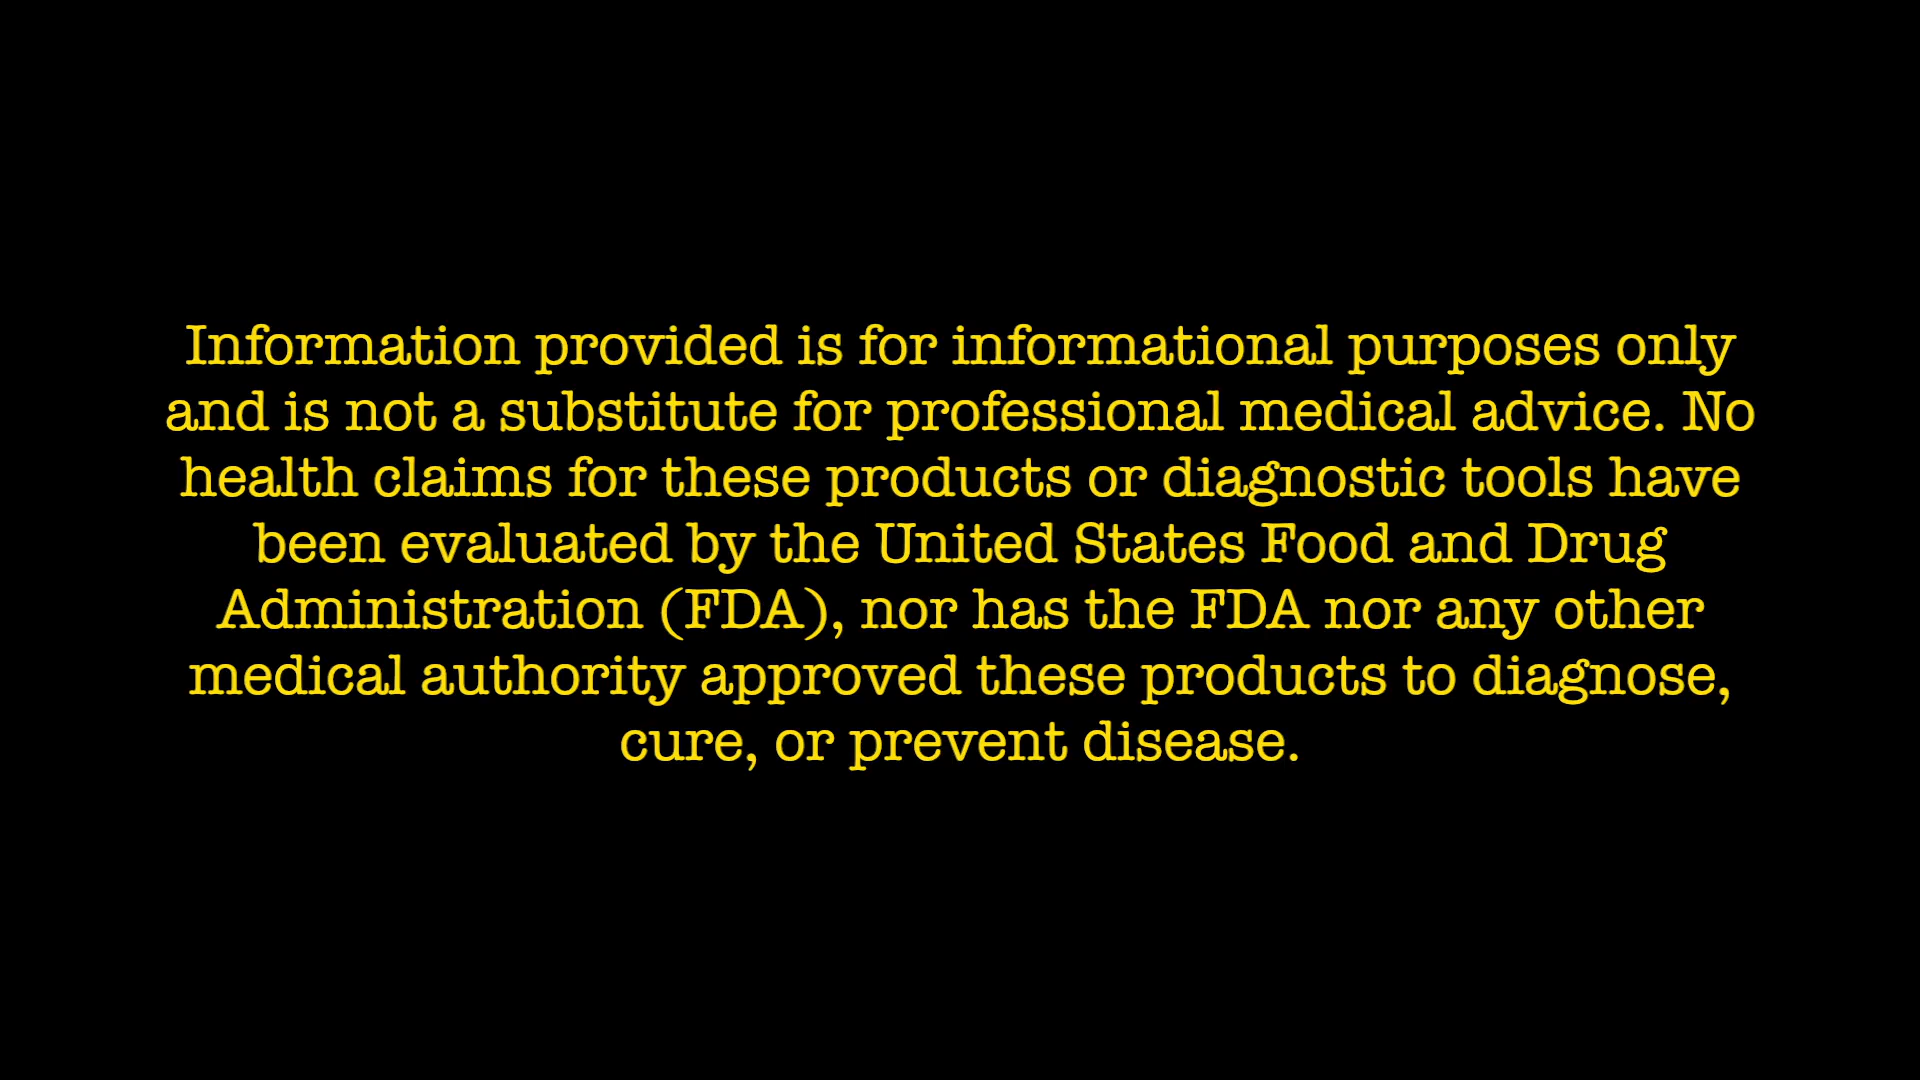 Information provided is for informational purposes only
and is not a substitute for professional medical advice. No
health claims for these products or diagnostic tools have
been evaluated by the United States Food and Drug
Administration (FDA), nor has the FDA nor any other
medical authority approved these products to diagnose,
cure, or prevent disease.